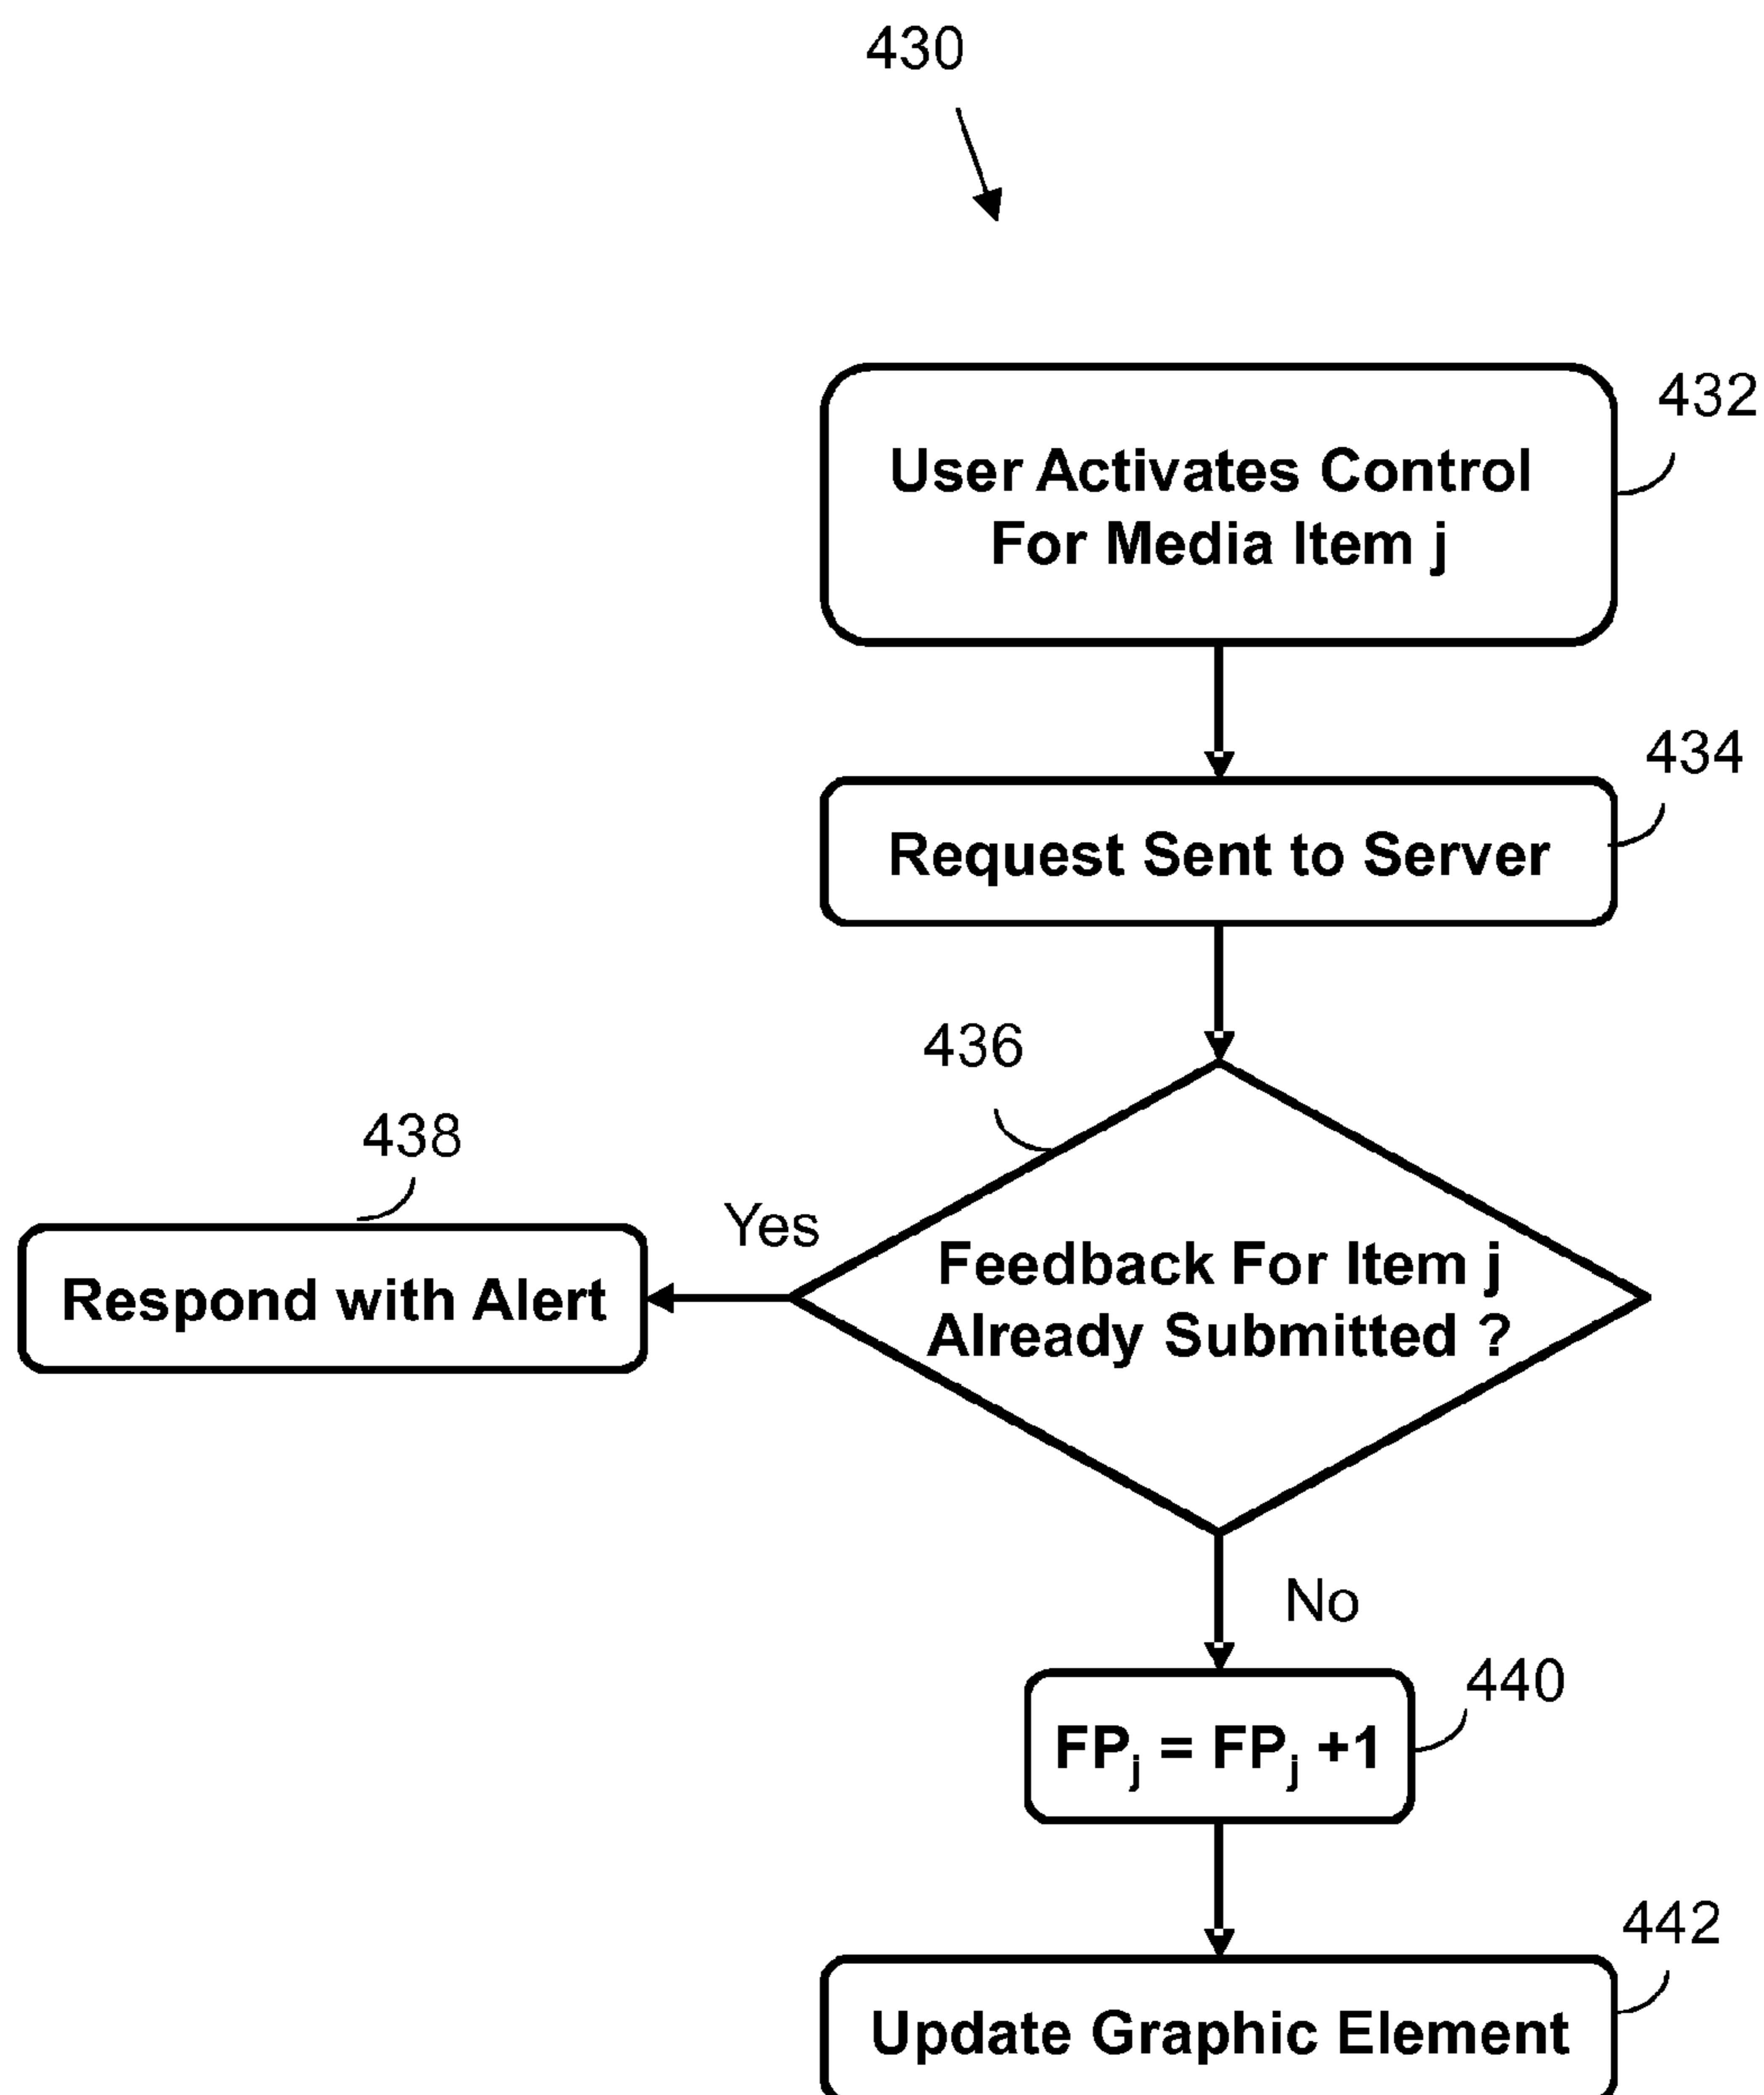 430
432
User Activates Control
For Media Item j
434
Request Sent to Server
436
438
Yes
Feedback For Item j
Already Submitted ?
Respond with Alert
No
440
FPj = FPj +1
442
Update Graphic Element